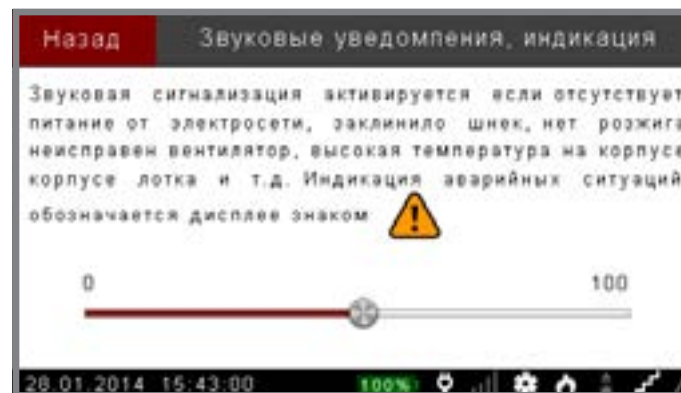 Назад
Звуковые уведомпения, индикация
Звуковая сигнализация активируется если отсутствует
питание от электросети, заклинило шнек, нет розжига
неисправен вентилятор, высокая температура на корпусе
корпусе лотка и т.д. Индикация аварийных ситуаций
обозначается дисплее знаком
0 100
28.01.2014 15:43:00 100%